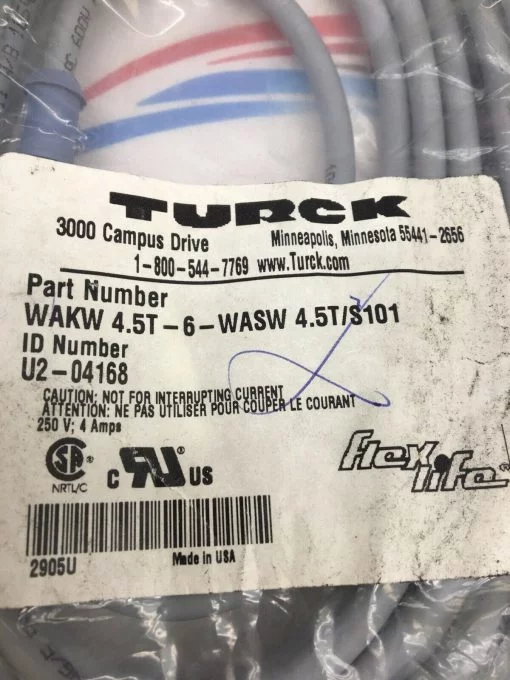 TURCK
3000 Campus Drive Minneapolis, Minnesota 55441-2656
1-800-544-7769 www.Turck.com
Part Number
WAKW 4.5T-6-WASW 4.5T/S101
ID Number
U2-04168
CAUTION: NOT FOR INTERRUPTING CURRENT
ATTENTION: NE PAS UTILISER POUR COUPER LE COURANT
250 V; 4 Amps
SA ®
NRTL/C
C UR US
flex life®
2905U
Made in USA